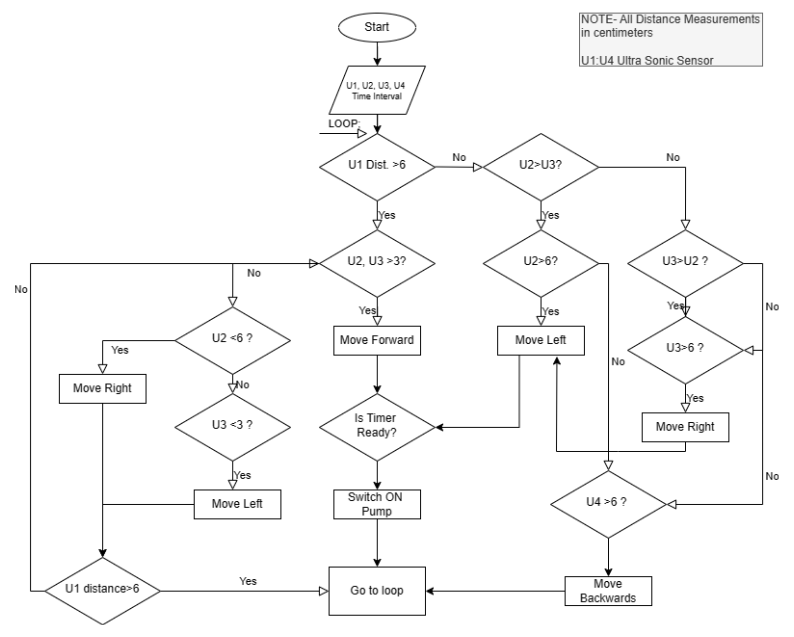 Start
NOTE- All Distance Measurements
in centimeters
U1:U4 Ultra Sonic Sensor
U1, U2, U3, U4
Time Interval
LOOP:
U1 Dist. >6
No
U2>U3?
No
Yes
Yes
U2, U3 >3?
U2>6?
U3>U2 ?
No
No
No
Yes
Yes
Yes
U2 <6 ?
Yes
Move Forward
Move Left
U3>6 ?
No
Move Right
No
Yes
U3 <3 ?
Is Timer
Ready?
Move Right
Yes
No
Move Left
Switch ON
Pump
U4 >6 ?
U1 distance>6
Yes
Go to loop
Move
Backwards